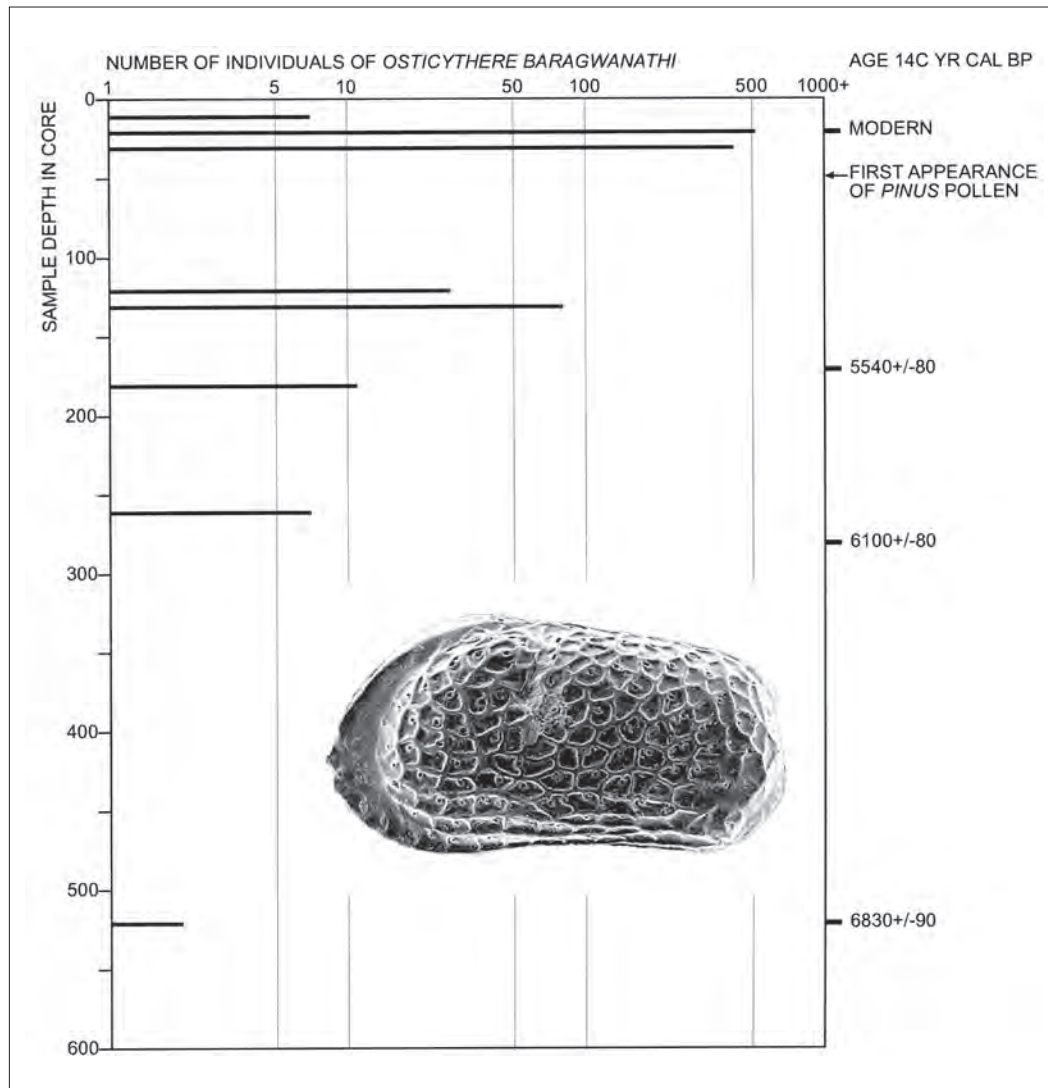 NUMBER OF INDIVIDUALS OF OSTICYTHERE BARAGWANATHI
AGE 14C YR CAL BP
1 5 10 50 100 500 1000+
SAMPLE DEPTH IN CORE
0
100
200
300
400
500
600
MODERN
FIRST APPEARANCE
OF PINUS POLLEN
5540+/-80
6100+/-80
6830+/-90